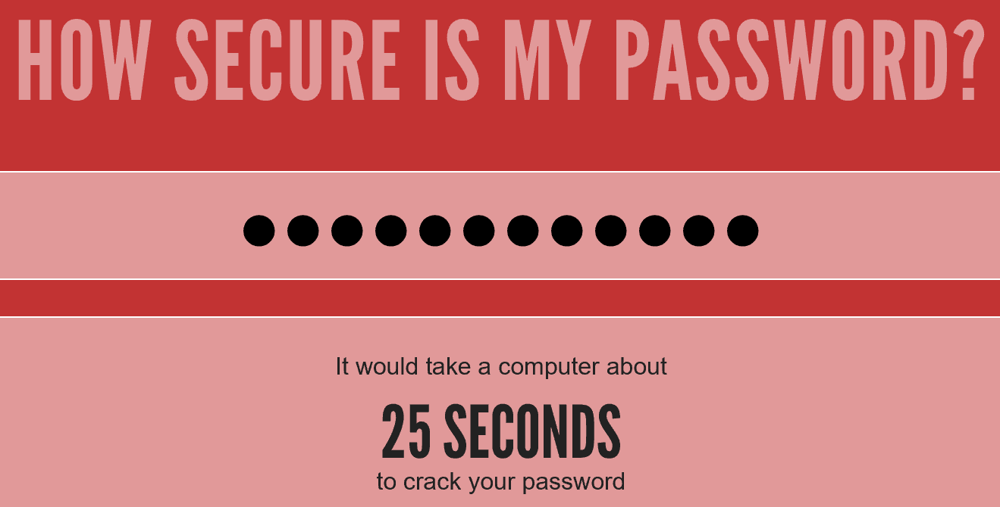 HOW SECURE IS MY PASSWORD?
●●●●●●●●●●●●
It would take a computer about
25 SECONDS
to crack your password